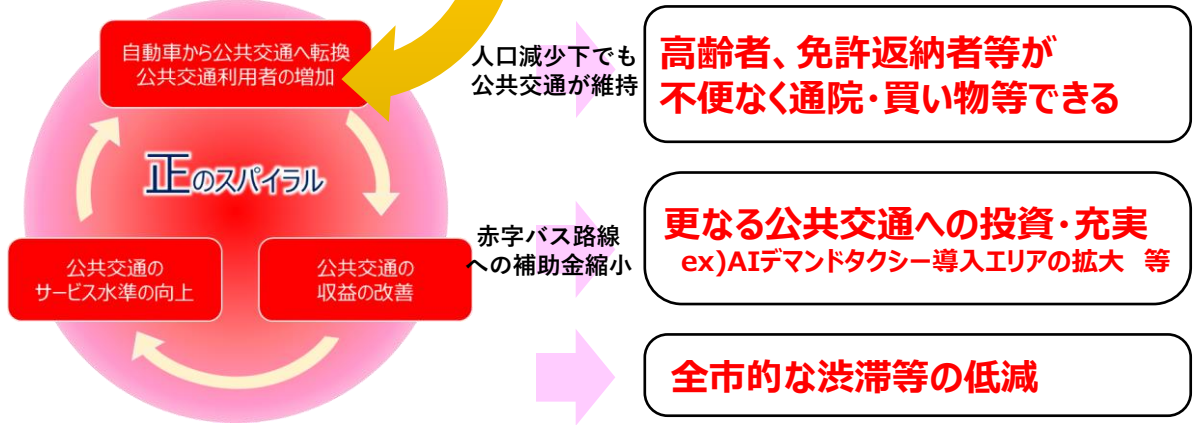 自動車から公共交通へ転換
公共交通利用者の増加
正のスパイラル
公共交通の
サービス水準の向上
公共交通の
収益の改善
人口減少下でも
公共交通が維持
高齢者、免許返納者等が
不便なく通院・買い物等できる
赤字バス路線
への補助金縮小
更なる公共交通への投資・充実
ex)AIデマンドタクシー導入エリアの拡大 等
全市的な渋滞等の低減